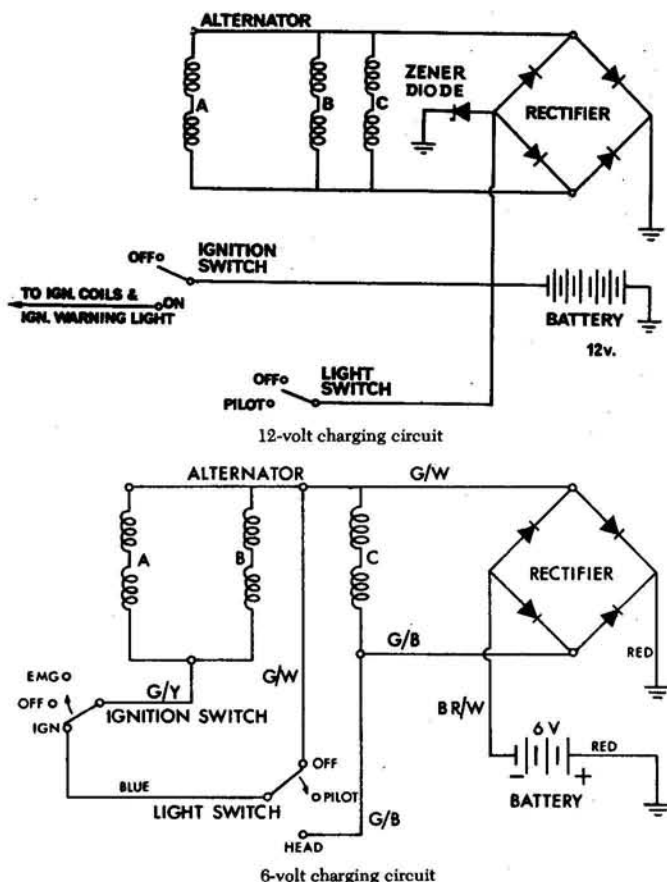 ALTERNATOR
A
B
C
ZENER
DIODE
RECTIFIER
OFF
IGNITION
SWITCH
TO IGN. COILS &
IGN. WARNING LIGHT
ON
BATTERY
12v.
OFF
LIGHT
SWITCH
PILOT
12-volt charging circuit
ALTERNATOR
G/W
A
B
C
RECTIFIER
G/W
G/B
RED
EMG
OFF
IGN
G/Y
IGNITION SWITCH
BR/W
6 V
RED
- +
BATTERY
OFF
BLUE
PILOT
LIGHT SWITCH
G/B
HEAD
6-volt charging circuit